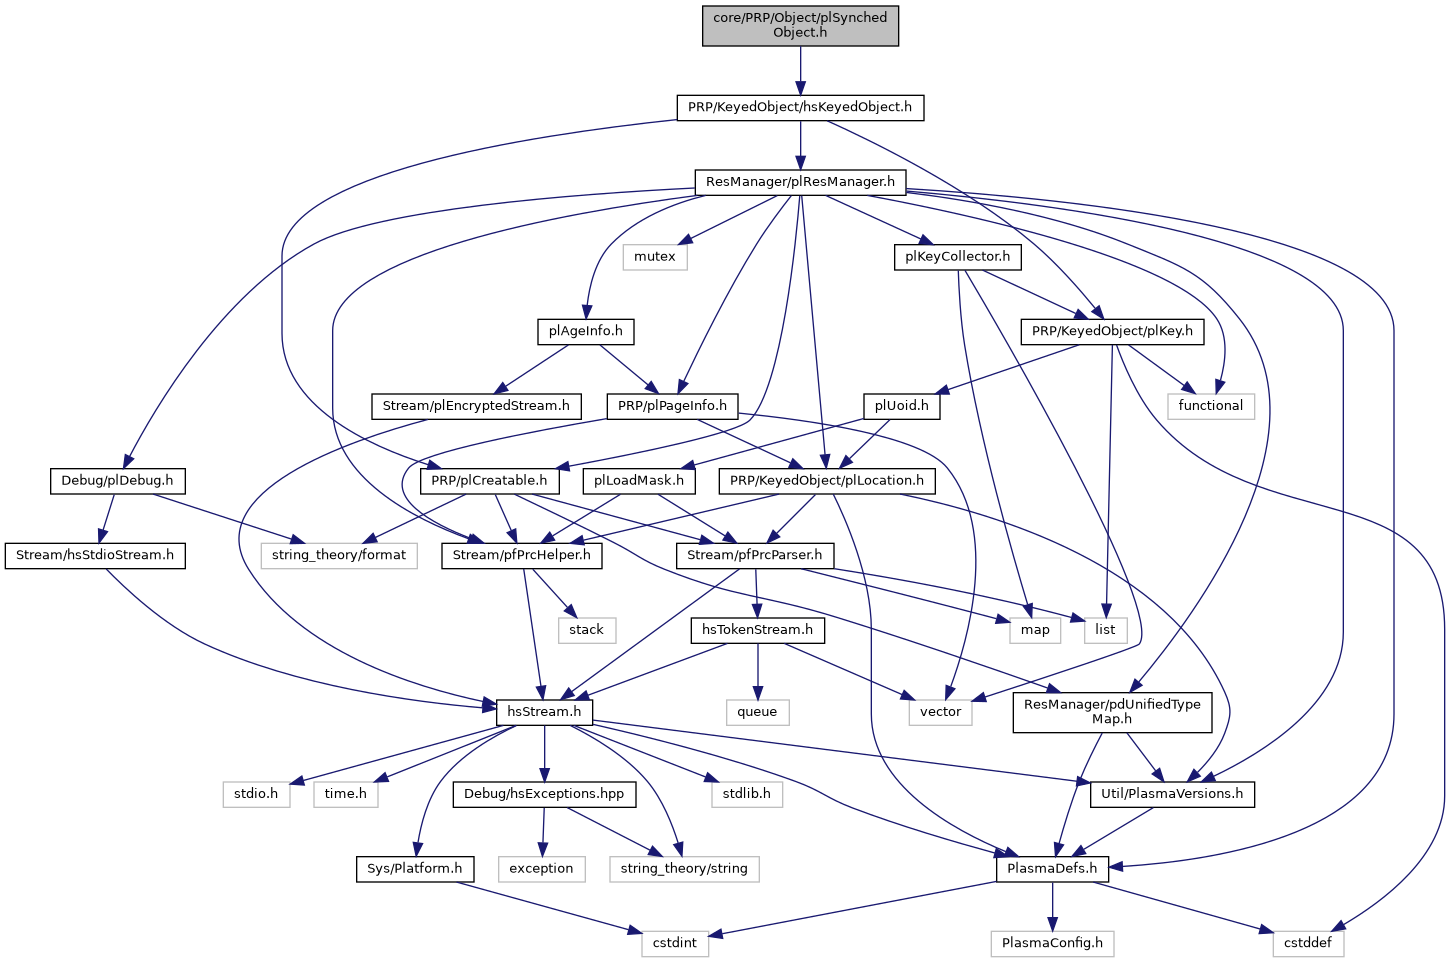 core/PRP/Object/plSynched
Object.h
PRP/KeyedObject/hsKeyedObject.h
ResManager/plResManager.h
mutex
plKeyCollector.h
plAgeInfo.h
PRP/KeyedObject/plKey.h
Stream/plEncryptedStream.h
PRP/plPageInfo.h
plUoid.h
functional
Debug/plDebug.h
PRP/plCreatable.h
plLoadMask.h
PRP/KeyedObject/plLocation.h
Stream/hsStdioStream.h
string_theory/format
Stream/pfPrcHelper.h
Stream/pfPrcParser.h
stack
hsTokenStream.h
map
list
hsStream.h
queue
vector
ResManager/pdUnifiedType
Map.h
stdio.h
time.h
Debug/hsExceptions.hpp
stdlib.h
Util/PlasmaVersions.h
Sys/Platform.h
exception
string_theory/string
PlasmaDefs.h
cstdint
PlasmaConfig.h
cstddef